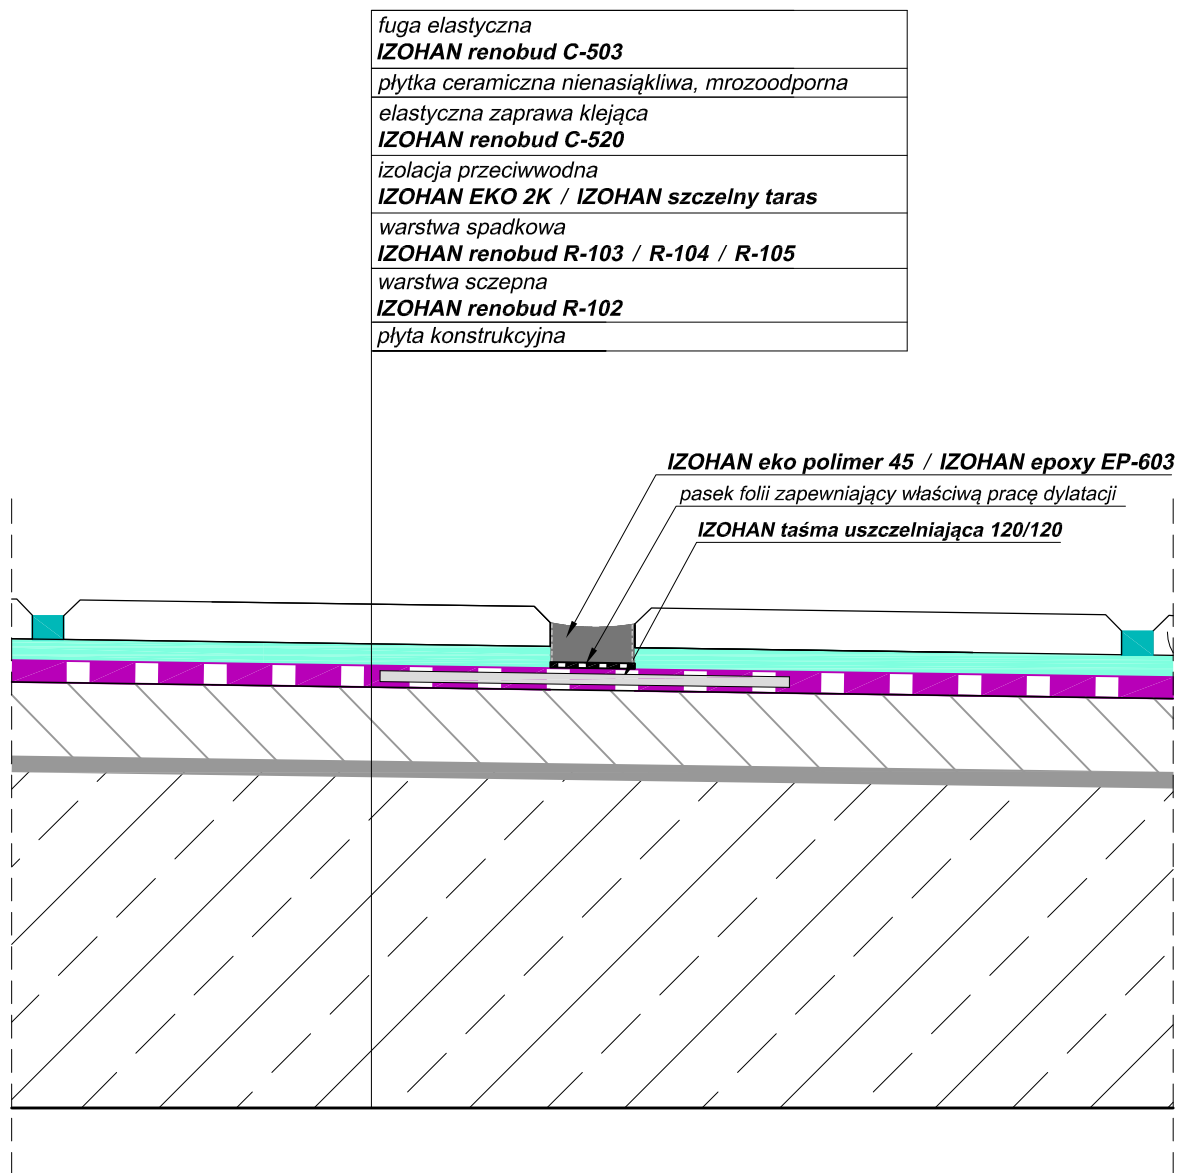 fuga elastyczna
IZOHAN renobud C-503
płytka ceramiczna nienasiąkliwa, mrozoodporna
elastyczna zaprawa klejąca
IZOHAN renobud C-520
izolacja przeciwwodna
IZOHAN EKO 2K / IZOHAN szczelny taras
warstwa spadkowa
IZOHAN renobud R-103 / R-104 / R-105
warstwa sczepna
IZOHAN renobud R-102
płyta konstrukcyjna
IZOHAN eko polimer 45 / IZOHAN epoxy EP-603
pasek folii zapewniający właściwą pracę dylatacji
IZOHAN taśma uszczelniająca 120/120